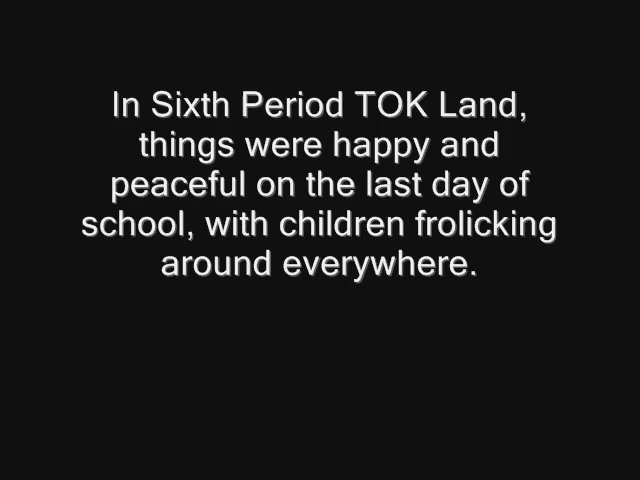 In Sixth Period TOK Land,
things were happy and
peaceful on the last day of
school, with children frolicking
around everywhere.